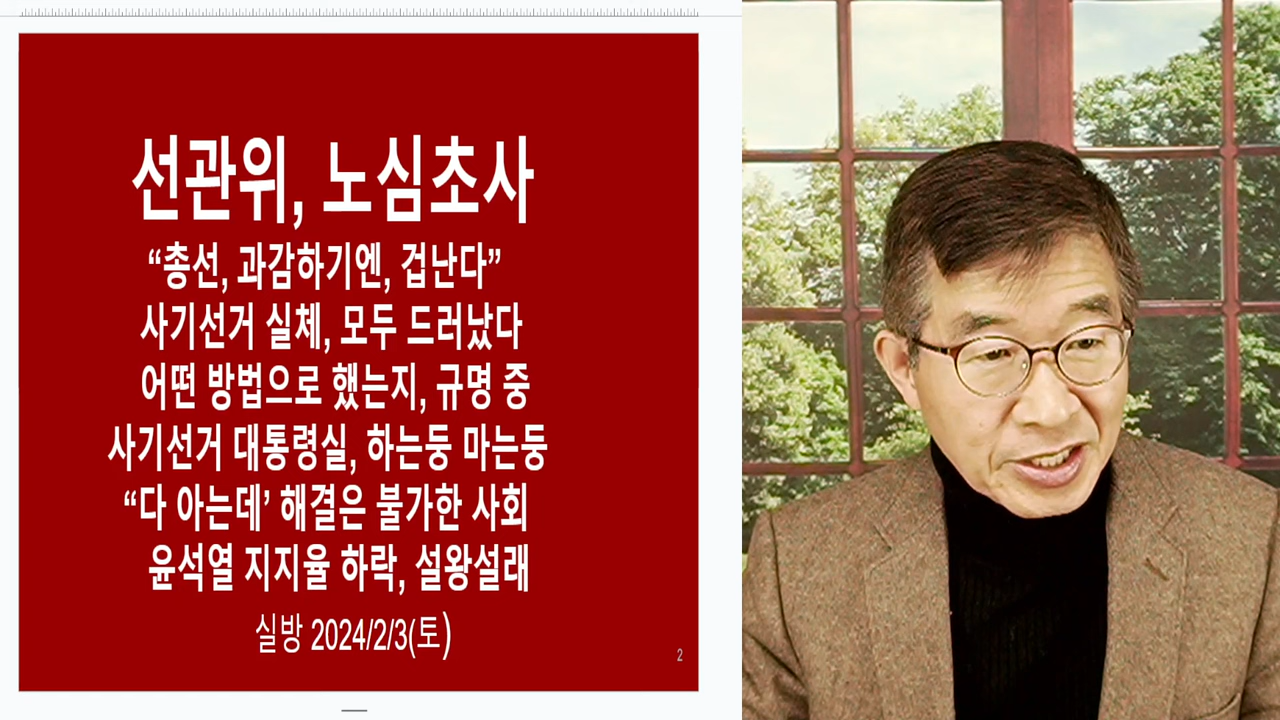 선관위, 노심초사
“총선, 과감하기엔, 겁난다”
사기선거 실체, 모두 드러났다
어떤 방법으로 했는지, 규명 중
사기선거 대통령실, 하는둥 마는둥
“다 아는데’ 해결은 불가한 사회
윤석열 지지율 하락, 설왕설래
실방 2024/2/3(토)
2